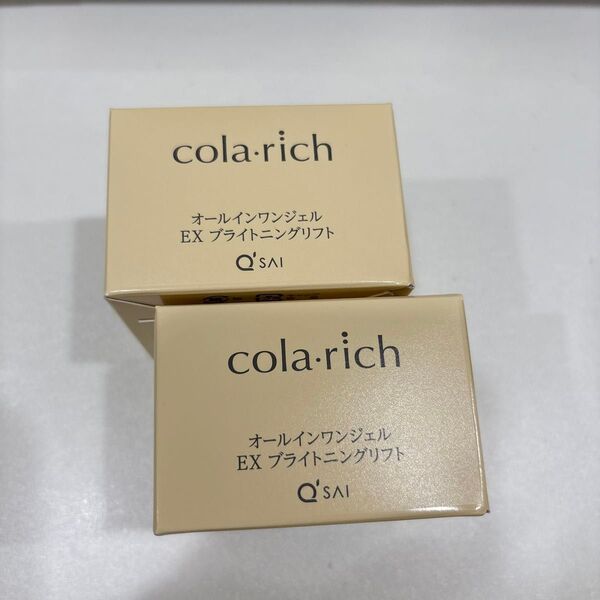 cola·rich
オールインワンジェル
EX ブライトニングリフト
Q'SAI
cola·rich
オールインワンジェル
EX ブライトニングリフト
Q'SAI